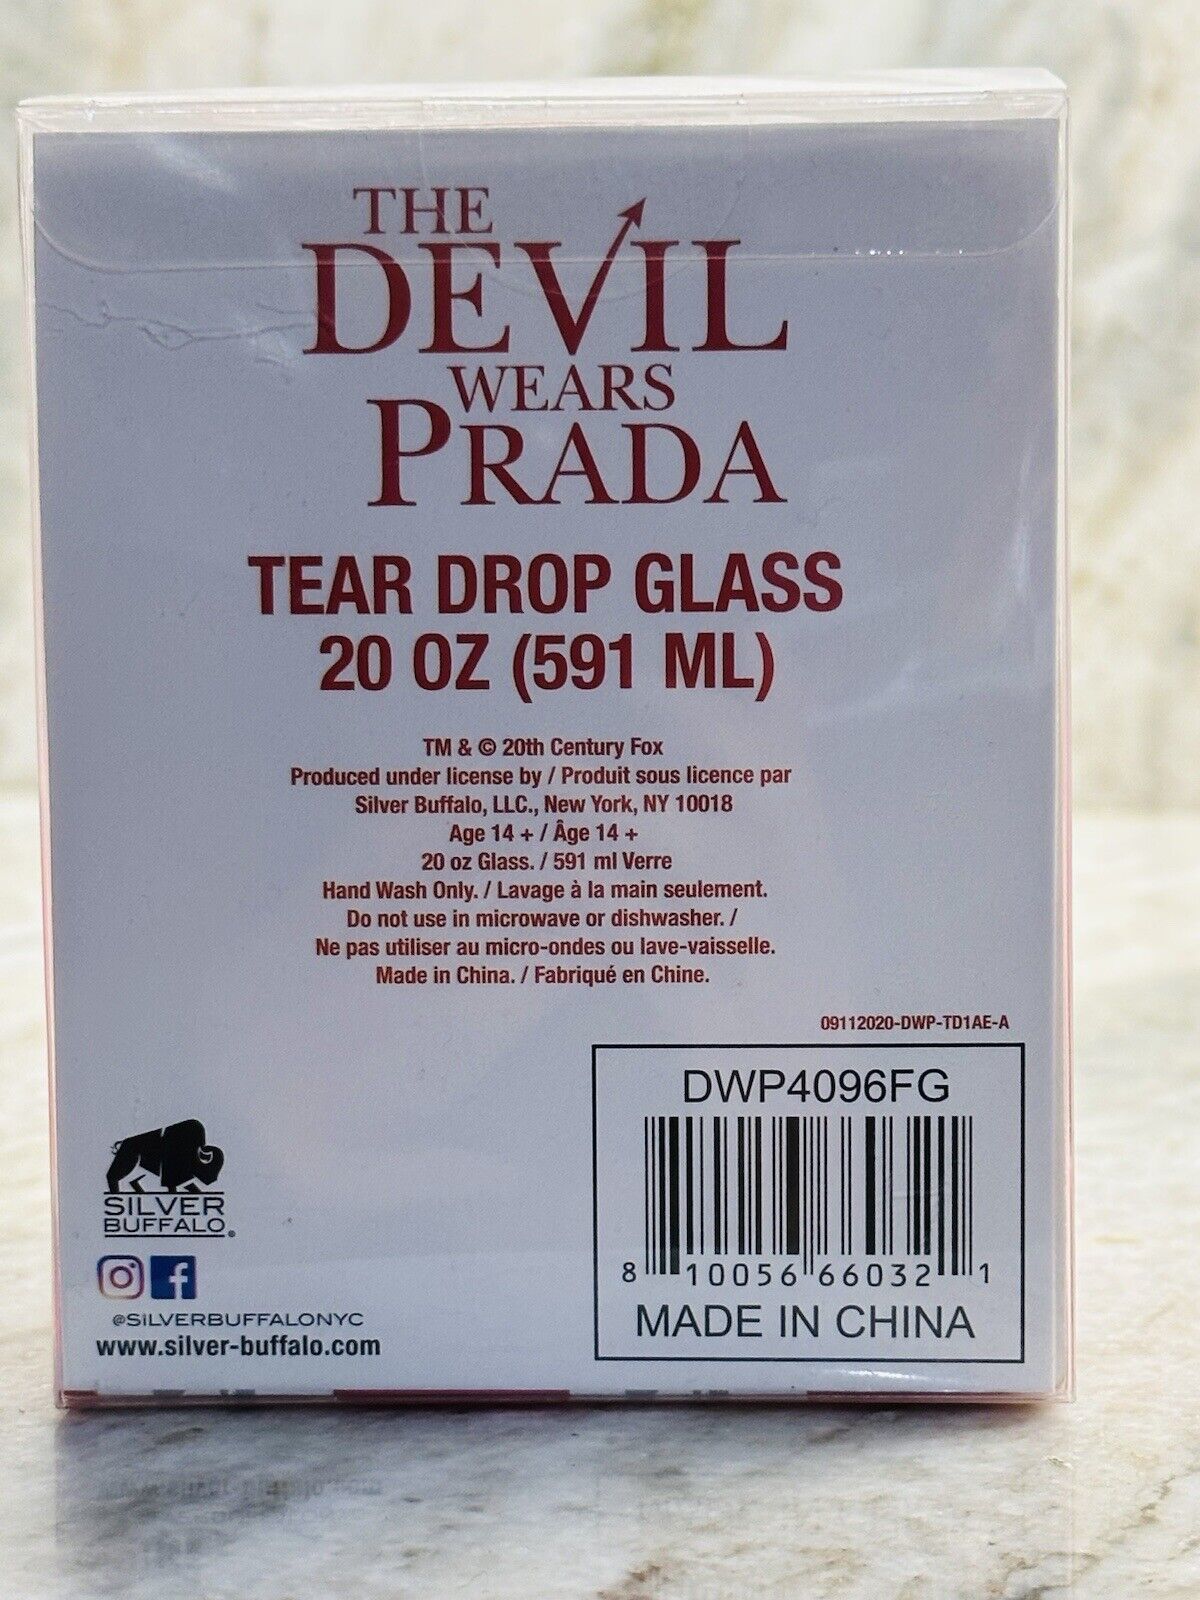 THE
DEVIL
WEARS
PRADA
TEAR DROP GLASS
20 OZ (591 ML)
TM & © 20th Century Fox
Produced under license by / Produit sous licence par
Silver Buffalo, LLC., New York, NY 10018
Age 14 + / Âge 14 +
20 oz Glass. / 591 ml Verre
Hand Wash Only. / Lavage à la main seulement.
Do not use in microwave or dishwasher. /
Ne pas utiliser au micro-ondes ou lave-vaisselle.
Made in China. / Fabriqué en Chine.
09112020-DWP-TD1AE-A
DWP4096FG
8 10056 66032 1
MADE IN CHINA
SILVER
BUFFALO®
@SILVERBUFFALONYC
www.silver-buffalo.com